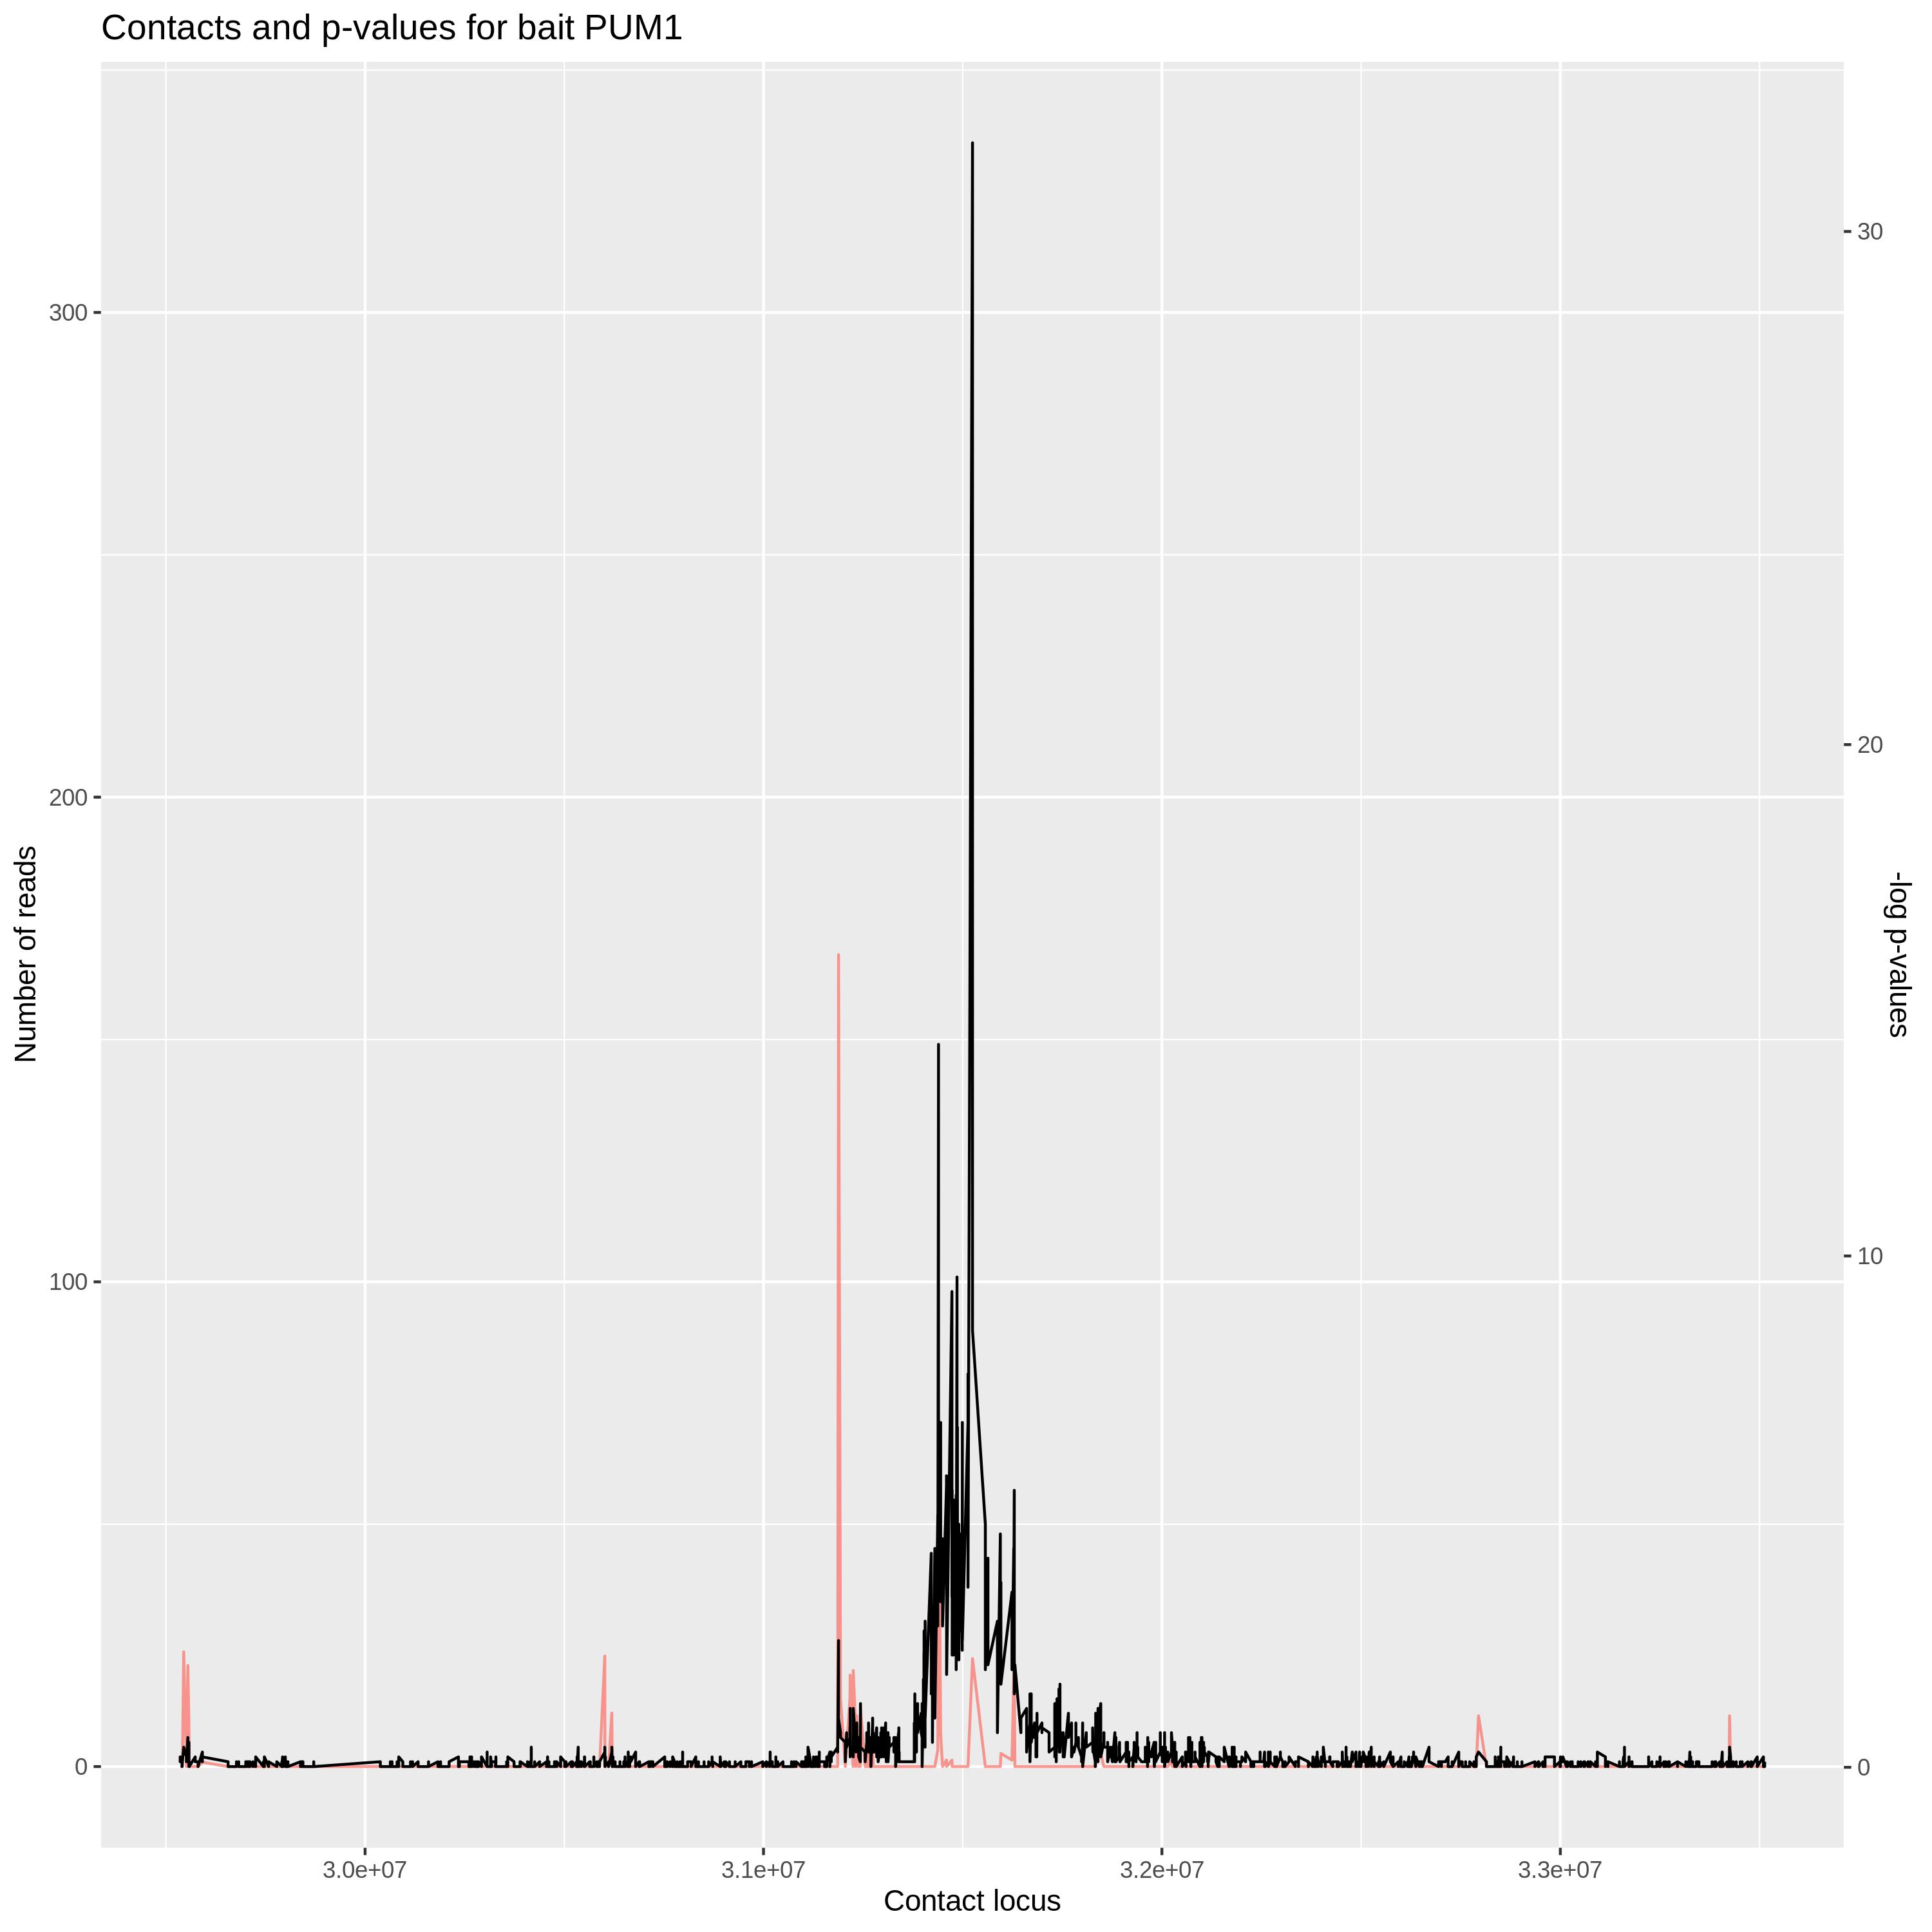 Contacts and p-values for bait PUM1
300
200
100
0
Number of reads
30
20
10
0
-log p-values
3.0e+07
3.1e+07
3.2e+07
3.3e+07
Contact locus